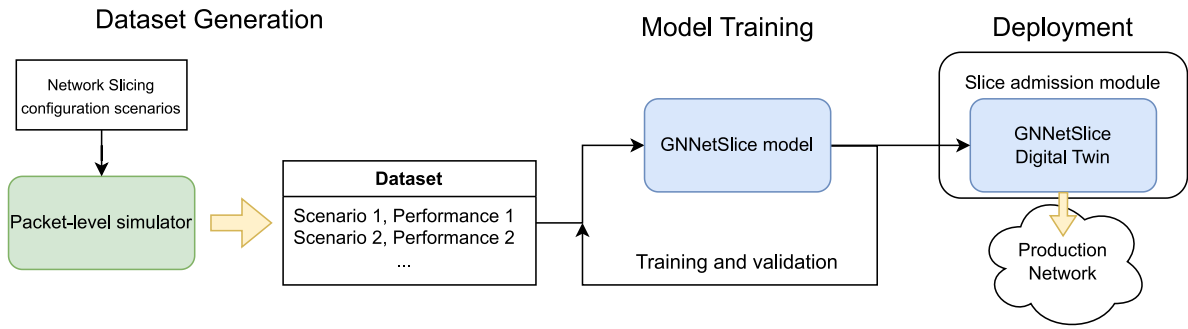 Dataset Generation
Network Slicing
configuration scenarios
Packet-level simulator
Dataset
Scenario 1, Performance 1
Scenario 2, Performance 2
...
Model Training
GNNetSlice model
Training and validation
Deployment
Slice admission module
GNNetSlice
Digital Twin
Production
Network